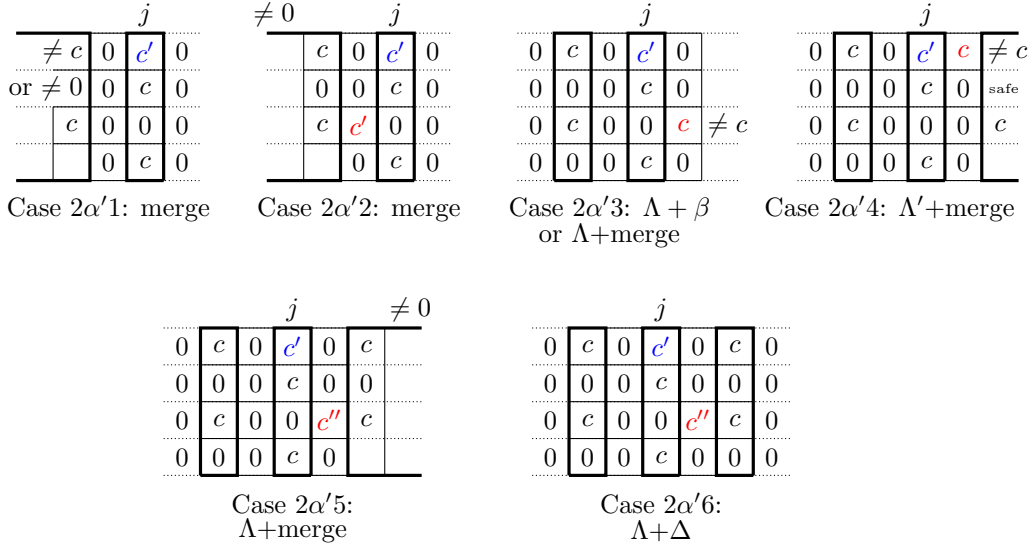 j ≠ 0 j j j
≠ c 0 c′ 0 c 0 c′ 0 0 c 0 c′ 0 0 c 0 c′ c ≠ c
or ≠ 0 0 c 0 0 0 c 0 0 0 0 c 0 0 0 0 c 0 safe
c 0 0 0 c c′ 0 0 0 c 0 0 c ≠ c 0 c 0 0 0 c
0 c 0 0 c 0 0 0 0 c 0 0 0 0 c 0
Case 2α′1: merge Case 2α′2: merge Case 2α′3: Λ + β Case 2α′4: Λ′+merge
or Λ+merge
j ≠ 0 j
0 c 0 c′ 0 c 0 c 0 c′ 0 c 0
0 0 0 c 0 0 0 0 0 c 0 0 0
0 c 0 0 c′′ c 0 c 0 0 c′′ c 0
0 0 0 c 0 0 0 0 c 0 0 0
Case 2α′5: Case 2α′6:
Λ+merge Λ+Δ